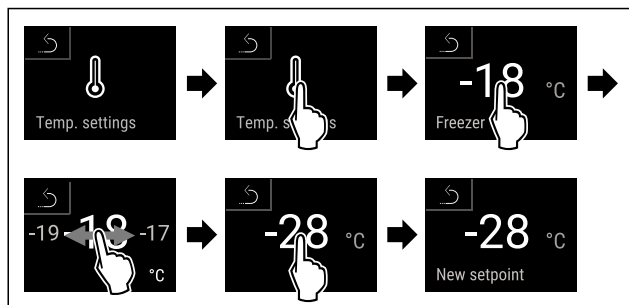 Temp. settings
Temp. s s
-18 °C
Freezer
-19 -18 -17
°C
-28 °C
-28 °C
New setpoint